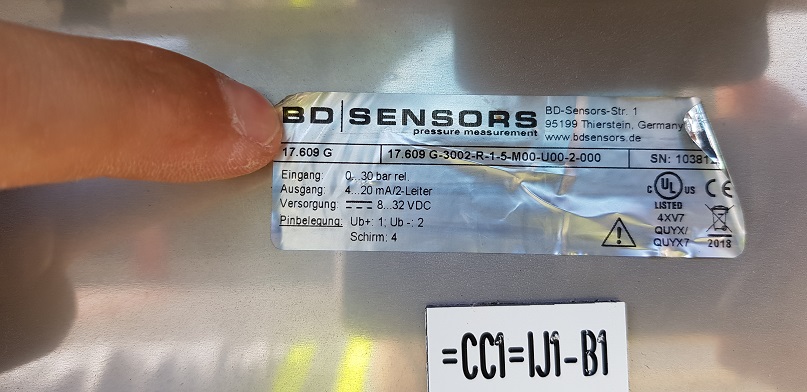 BD|SENSORS
pressure measurement
BD-Sensors-Str. 1
95199 Thierstein, Germany
www.bdsensors.de
17.609 G 17.609 G-3002-R-1-5-M00-U00-2-000 SN: 10381
Eingang: 0...30 bar rel.
Ausgang: 4...20 mA/2-Leiter
Versorgung: 8...32 VDC
Pinbelegung: Ub+: 1; Ub -: 2
Schirm: 4
C UL US CE
LISTED
4XV7
QUYX/
QUYX7 2018
=CC1=IJ1-B1